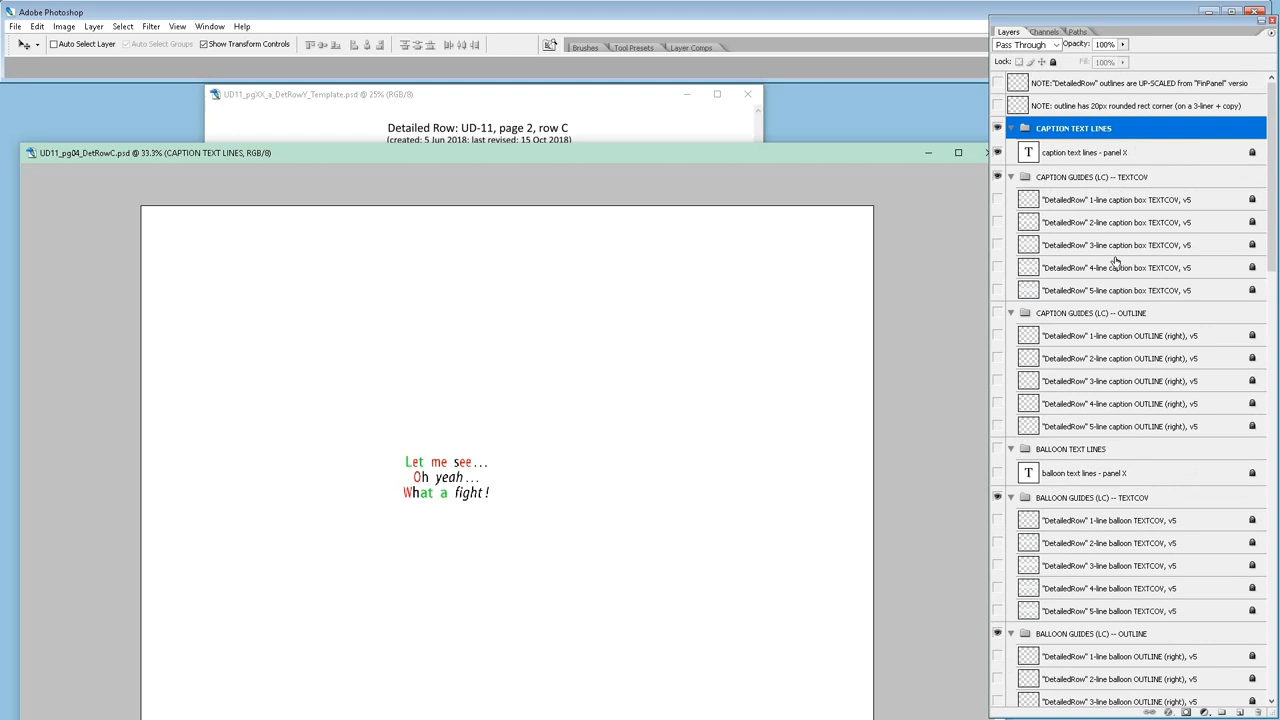 Adobe Photoshop
File Edit Image Layer Select Filter View Window Help
Auto Select Layer Auto Select Groups Show Transform Controls
Brushes Tool Presets Layer Comps
UD11_pgXX_a_DetRowY_Template.psd @ 25% (RGB/8)
Detailed Row: UD-11, page 2, row C
(created: 5 Jun 2018; last revised: 15 Oct 2018)
UD11_pg04_DetRowC.psd @ 33.3% (CAPTION TEXT LINES, RGB/8)
Let me see...
Oh yeah...
What a fight!
Layers Channels Paths
Pass Through Opacity: 100%
Lock: Fill: 100%
NOTE:"DetailedRow" outlines are UP-SCALED from "FinPanel" versio
NOTE: outline has 20px rounded rect corner (on a 3-liner + copy)
CAPTION TEXT LINES
T caption text lines - panel X
CAPTION GUIDES (LC) -- TEXTCOV
"DetailedRow" 1-line caption box TEXTCOV, v5
"DetailedRow" 2-line caption box TEXTCOV, v5
"DetailedRow" 3-line caption box TEXTCOV, v5
"DetailedRow" 4-line caption box TEXTCOV, v5
"DetailedRow" 5-line caption box TEXTCOV, v5
CAPTION GUIDES (LC) -- OUTLINE
"DetailedRow" 1-line caption OUTLINE (right), v5
"DetailedRow" 2-line caption OUTLINE (right), v5
"DetailedRow" 3-line caption OUTLINE (right), v5
"DetailedRow" 4-line caption OUTLINE (right), v5
"DetailedRow" 5-line caption OUTLINE (right), v5
BALLOON TEXT LINES
T balloon text lines - panel X
BALLOON GUIDES (LC) -- TEXTCOV
"DetailedRow" 1-line balloon TEXTCOV, v5
"DetailedRow" 2-line balloon TEXTCOV, v5
"DetailedRow" 3-line balloon TEXTCOV, v5
"DetailedRow" 4-line balloon TEXTCOV, v5
"DetailedRow" 5-line balloon TEXTCOV, v5
BALLOON GUIDES (LC) -- OUTLINE
"DetailedRow" 1-line balloon OUTLINE (right), v5
"DetailedRow" 2-line balloon OUTLINE (right), v5
"DetailedRow" 3-line balloon OUTLINE (right), v5